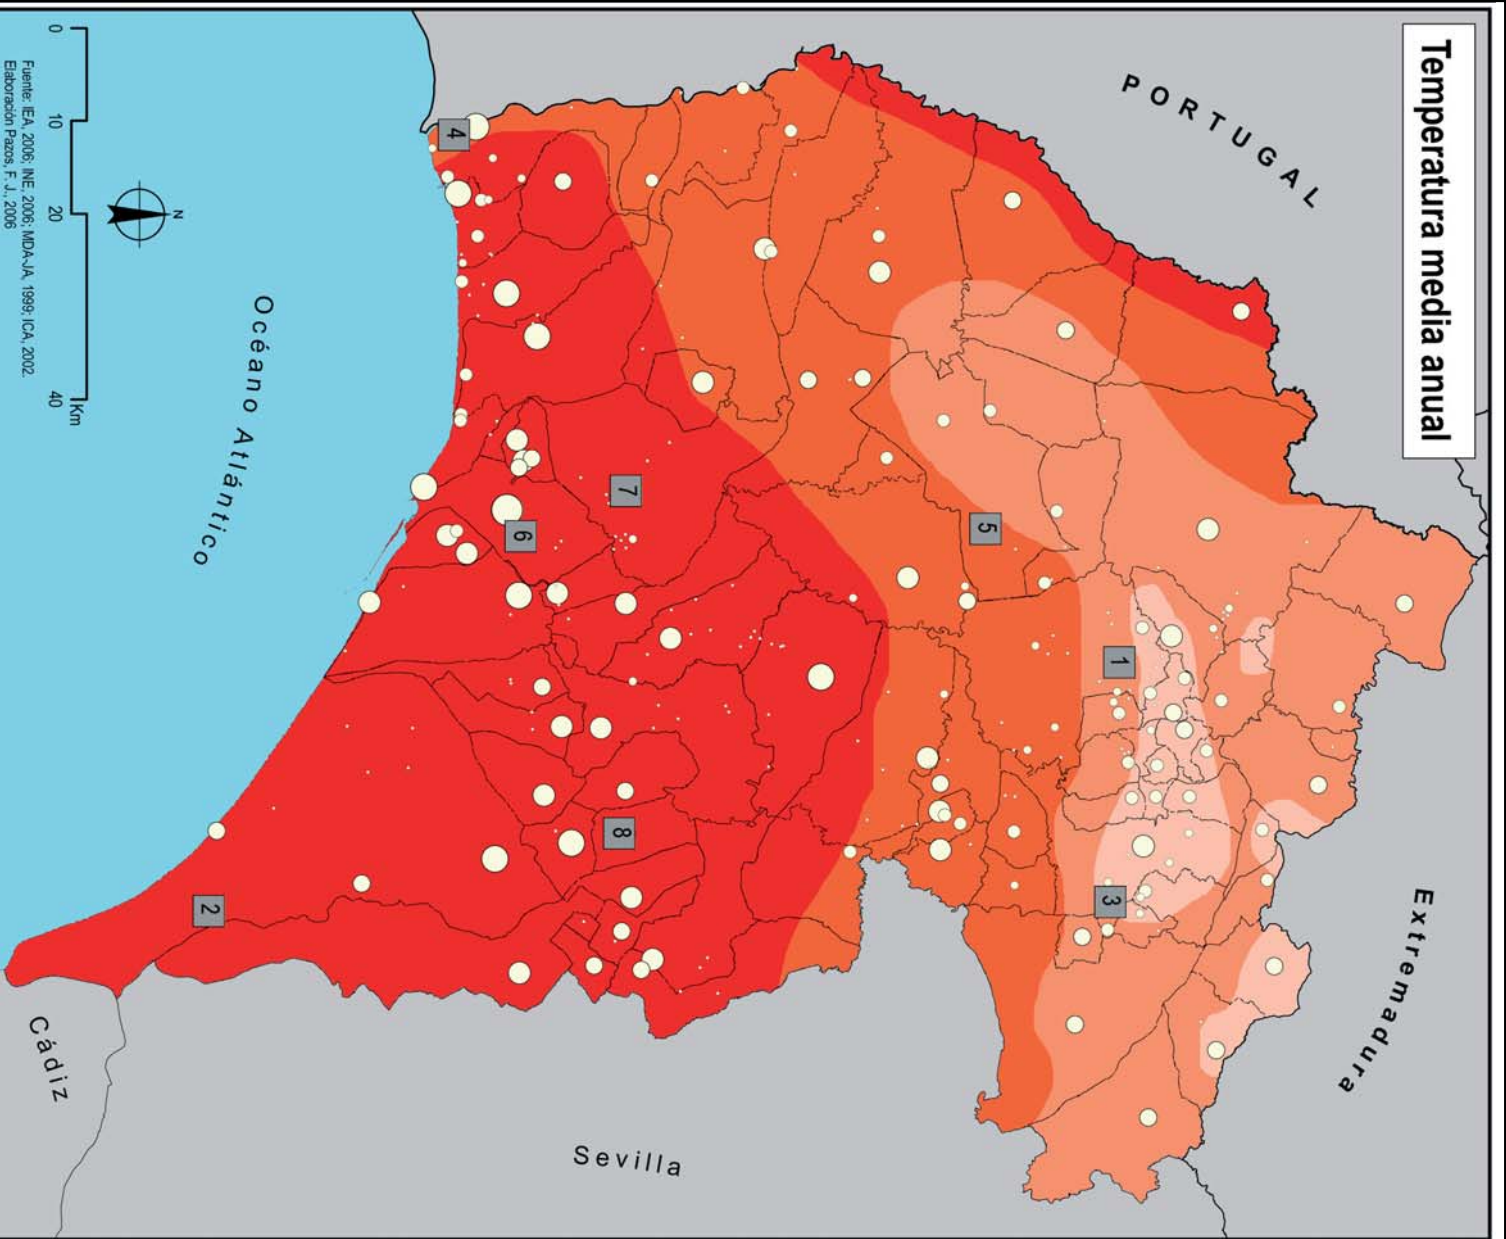 Temperatura media anual
PORTUGAL
Extremadura
Sevilla
Cádiz
Océano Atlántico
1
2
3
4
5
6
7
8
N
0 10 20 40 Km
Fuente: IEA, 2006; INE, 2006; MDA-JA, 1999; ICA, 2002.
Elaboración Pazos, F. J., 2006